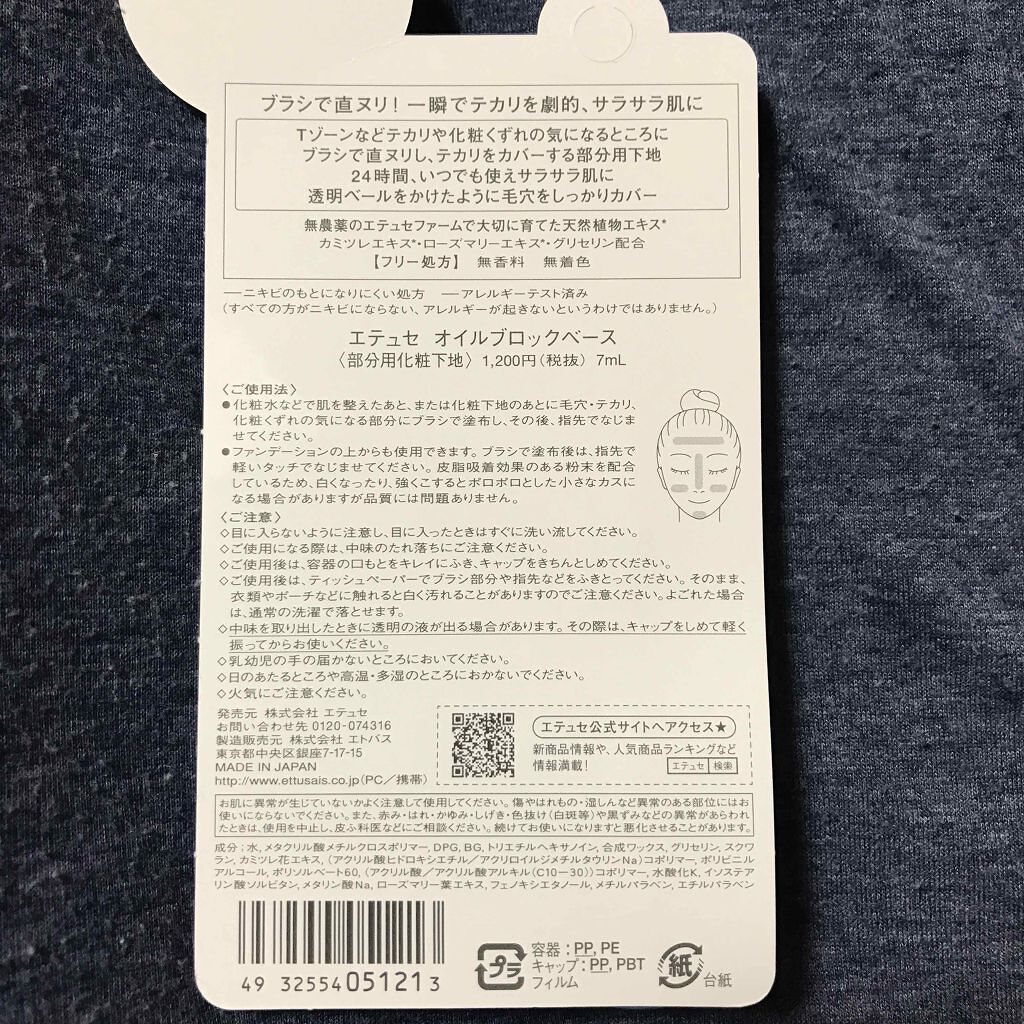 ブラシで直ヌリ！一瞬でテカリを劇的、サラサラ肌に
Tゾーンなどテカリや化粧くずれの気になるところに
ブラシで直ヌリし、テカリをカバーする部分用下地
24時間、いつでも使えサラサラ肌に
透明ベールをかけたように毛穴をしっかりカバー
無農薬のエテュセファームで大切に育てた天然植物エキス*
カミツレエキス*・ローズマリーエキス*・グリセリン配合
【フリー処方】 無香料 無着色
―ニキビのもとになりにくい処方 ―アレルギーテスト済み
(すべての方がニキビにならない、アレルギーが起きないというわけではありません。)
エテュセ オイルブロックベース
〈部分用化粧下地〉 1,200円(税抜) 7mL
〈ご使用法〉
●化粧水などで肌を整えたあと、または化粧下地のあとに毛穴・テカリ、
化粧くずれの気になる部分にブラシで塗布し、その後、指先でなじま
せてください。
●ファンデーションの上からも使用できます。ブラシで塗布後は、指先で
軽いタッチでなじませてください。皮脂吸着効果のある粉末を配合
しているため、白くなったり、強くこするとポロポロとした小さなカスに
なる場合がありますが品質には問題ありません。
〈ご注意〉
◇目に入らないように注意し、目に入ったときはすぐに洗い流してください。
◇ご使用になる際は、中味のたれ落ちにご注意ください。
◇ご使用後は、容器の口もとをキレイにふき、キャップをきちんとしめてください。
◇ご使用後は、ティッシュペーパーでブラシ部分や指先などをふきとってください。そのまま、
衣類やポーチなどに触れると白く汚れることがありますのでご注意ください。よごれた場合
は、通常の洗濯で落とせます。
◇中味を取り出したときに透明の液が出る場合があります。その際は、キャップをしめて軽く
振ってからお使いください。
◇乳幼児の手の届かないところにおいてください。
◇日のあたるところや高温・多湿のところにおかないでください。
◇火気にご注意ください。
発売元 株式会社 エテュセ
お問い合わせ先 0120-074316
製造販売元 株式会社 エトバス
東京都中央区銀座7-17-15
MADE IN JAPAN
http://www.ettusais.co.jp(PC/携帯)
エテュセ公式サイトへアクセス★
新商品情報や、人気商品ランキングなど
情報満載！
エテュセ 検索
お肌に異常が生じていないかよく注意して使用してください。傷やはれもの・湿しんなど異常のある部位にはお
使いにならないでください。また、赤み・はれ・かゆみ・しげき・色抜け(白斑等)や黒ずみなどの異常があらわれ
たときは、使用を中止し、皮ふ科医などにご相談ください。続けてお使いになりますと悪化させることがあります。
成分；水、メタクリル酸メチルクロスポリマー、DPG、BG、トリエチルヘキサノイン、合成ワックス、グリセリン、スクワ
ラン、カミツレ花エキス、(アクリル酸ヒドロキシエチル/アクリロイルジメチルタウリンNa)コポリマー、ポリビニル
アルコール、ポリソルベート60、(アクリル酸/アクリル酸アルキル(C10-30))コポリマー、水酸化K、イソステア
リン酸ソルビタン、メタリン酸Na、ローズマリー葉エキス、フェノキシエタノール、メチルパラベン、エチルパラベン
49 32554 05121 3
プラ
容器：PP,PE
キャップ：PP,PBT
フィルム
紙
台紙